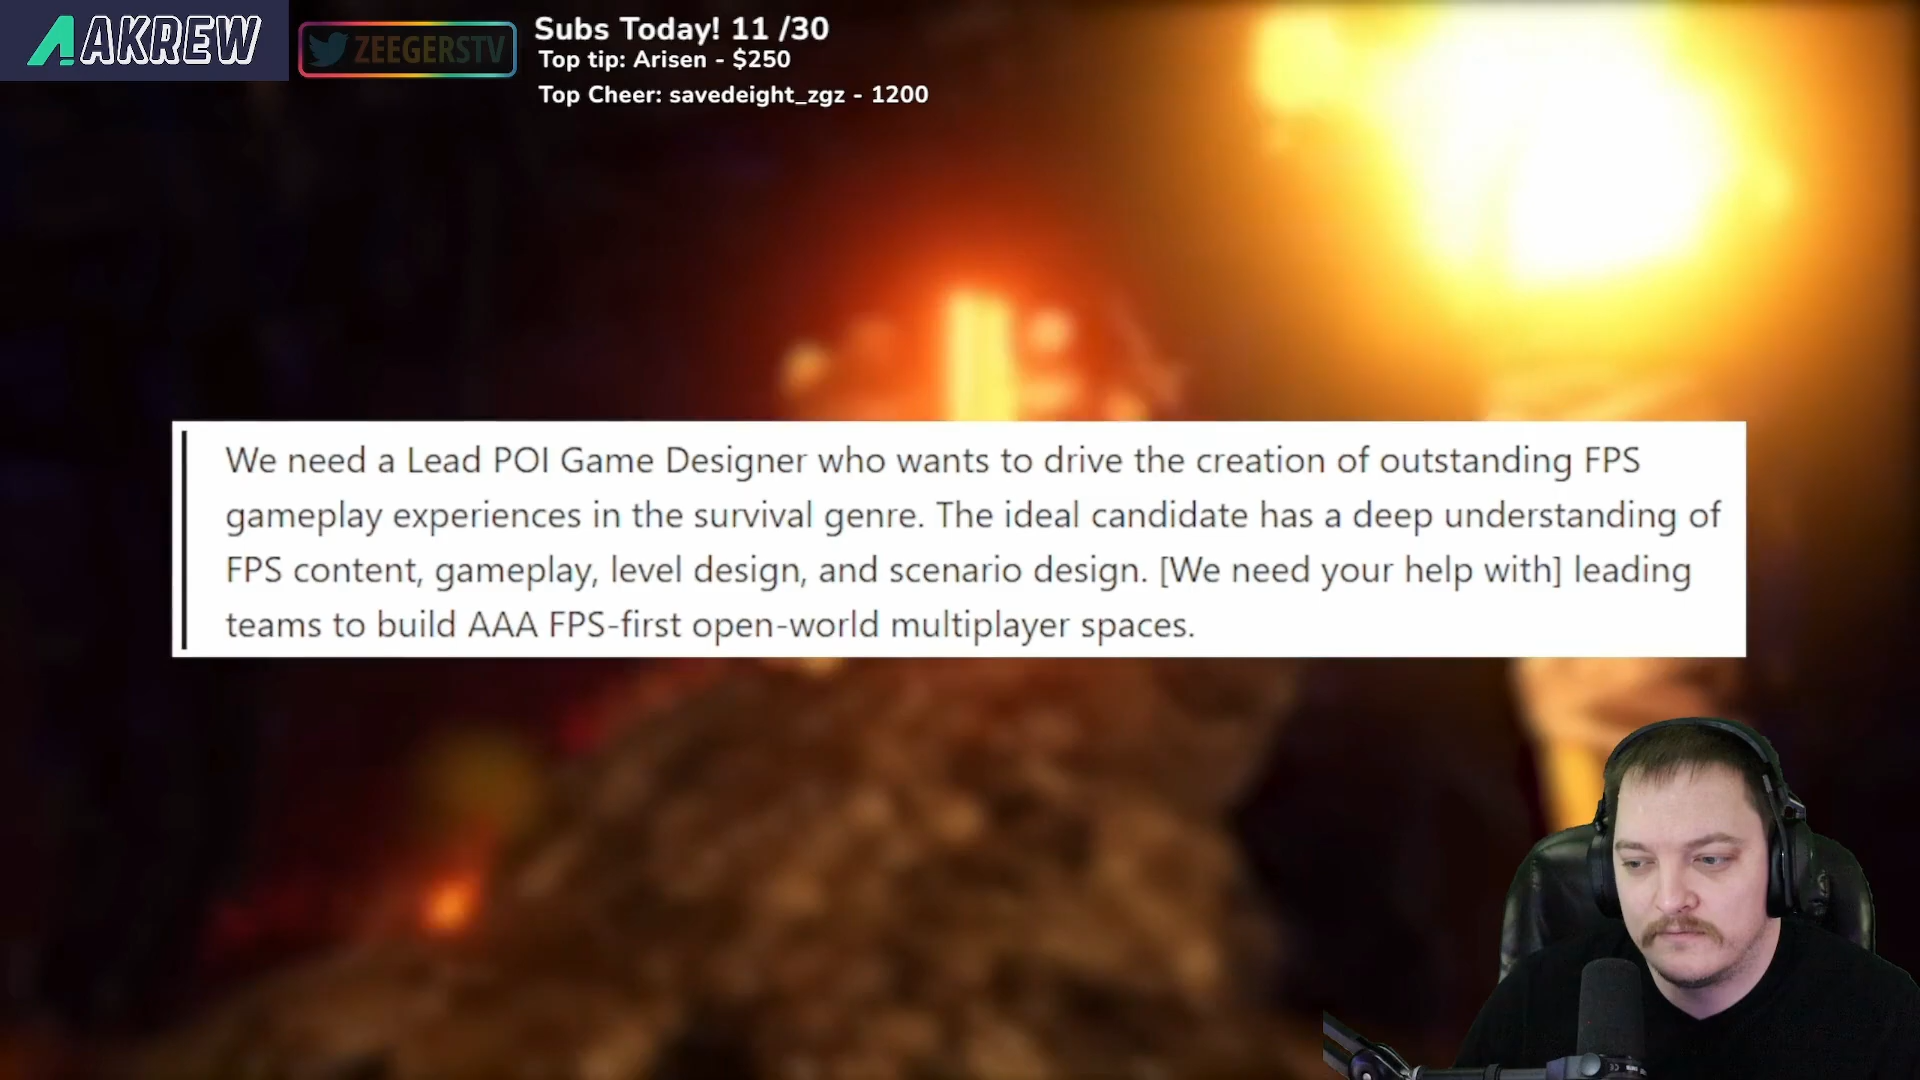 AKREW
ZEEGERSTV
Subs Today! 11 /30
Top tip: Arisen - $250
Top Cheer: savedeight_zgz - 1200
We need a Lead POI Game Designer who wants to drive the creation of outstanding FPS
gameplay experiences in the survival genre. The ideal candidate has a deep understanding of
FPS content, gameplay, level design, and scenario design. [We need your help with] leading
teams to build AAA FPS-first open-world multiplayer spaces.